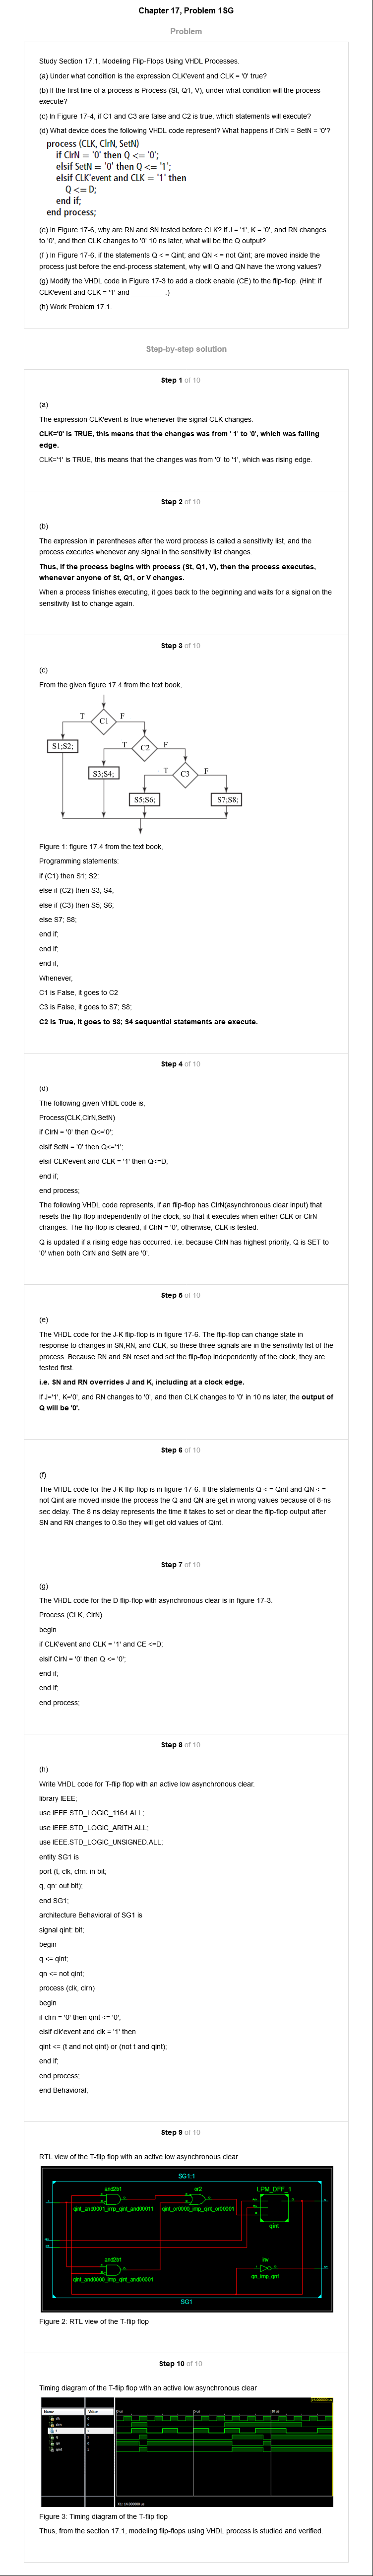 Chapter 17, Problem 1SG
Problem
Study Section 17.1, Modeling Flip-Flops Using VHDL Processes.
(a) Under what condition is the expression CLK'event and CLK = '0' true?
(b) If the first line of a process is Process (St, Q1, V), under what condition will the process
execute?
(c) In Figure 17-4, if C1 and C3 are false and C2 is true, which statements will execute?
(d) What device does the following VHDL code represent? What happens if ClrN = SetN = '0'?
process (CLK, ClrN, SetN)
if ClrN = '0' then Q <= '0';
elsif SetN = '0' then Q <= '1';
elsif CLK'event and CLK = '1' then
Q <= D;
end if;
end process;
(e) In Figure 17-6, why are RN and SN tested before CLK? If J = '1', K = '0', and RN changes
to '0', and then CLK changes to '0' 10 ns later, what will be the Q output?
(f ) In Figure 17-6, if the statements Q < = Qint; and QN < = not Qint; are moved inside the
process just before the end-process statement, why will Q and QN have the wrong values?
(g) Modify the VHDL code in Figure 17-3 to add a clock enable (CE) to the flip-flop. (Hint: if
CLK'event and CLK = '1' and ________ .)
(h) Work Problem 17.1.
Step-by-step solution
Step 1 of 10
(a)
The expression CLK'event is true whenever the signal CLK changes.
CLK='0' is TRUE, this means that the changes was from ' 1' to '0', which was falling
edge.
CLK='1' is TRUE, this means that the changes was from '0' to '1', which was rising edge.
Step 2 of 10
(b)
The expression in parentheses after the word process is called a sensitivity list, and the
process executes whenever any signal in the sensitivity list changes.
Thus, if the process begins with process (St, Q1, V), then the process executes,
whenever anyone of St, Q1, or V changes.
When a process finishes executing, it goes back to the beginning and waits for a signal on the
sensitivity list to change again.
Step 3 of 10
(c)
From the given figure 17.4 from the text book,
T C1 F
S1;S2; T C2 F
S3;S4; T C3 F
S5;S6; S7;S8;
Figure 1: figure 17.4 from the text book,
Programming statements:
if (C1) then S1; S2:
else if (C2) then S3; S4;
else if (C3) then S5; S6;
else S7; S8;
end if;
end if;
end if;
Whenever,
C1 is False, it goes to C2
C3 is False, it goes to S7; S8;
C2 is True, it goes to S3; S4 sequential statements are execute.
Step 4 of 10
(d)
The following given VHDL code is,
Process(CLK,ClrN,SetN)
if ClrN = '0' then Q<='0';
elsif SetN = '0' then Q<='1';
elsif CLK'event and CLK = '1' then Q<=D;
end if;
end process;
The following VHDL code represents, If an flip-flop has ClrN(asynchronous clear input) that
resets the flip-flop independently of the clock, so that it executes when either CLK or ClrN
changes. The flip-flop is cleared, if ClrN = '0', otherwise, CLK is tested.
Q is updated if a rising edge has occurred. i.e. because ClrN has highest priority, Q is SET to
'0' when both ClrN and SetN are '0'.
Step 5 of 10
(e)
The VHDL code for the J-K flip-flop is in figure 17-6. The flip-flop can change state in
response to changes in SN,RN, and CLK, so these three signals are in the sensitivity list of the
process. Because RN and SN reset and set the flip-flop independently of the clock, they are
tested first.
i.e. SN and RN overrides J and K, including at a clock edge.
If J='1', K='0', and RN changes to '0', and then CLK changes to '0' in 10 ns later, the output of
Q will be '0'.
Step 6 of 10
(f)
The VHDL code for the J-K flip-flop is in figure 17-6. If the statements Q < = Qint and QN < =
not Qint are moved inside the process the Q and QN are get in wrong values because of 8-ns
sec delay. The 8 ns delay represents the time it takes to set or clear the flip-flop output after
SN and RN changes to 0.So they will get old values of Qint.
Step 7 of 10
(g)
The VHDL code for the D flip-flop with asynchronous clear is in figure 17-3.
Process (CLK, ClrN)
begin
if CLK'event and CLK = '1' and CE <=D;
elsif ClrN = '0' then Q <= '0';
end if;
end if;
end process;
Step 8 of 10
(h)
Write VHDL code for T-flip flop with an active low asynchronous clear.
library IEEE;
use IEEE.STD_LOGIC_1164.ALL;
use IEEE.STD_LOGIC_ARITH.ALL;
use IEEE.STD_LOGIC_UNSIGNED.ALL;
entity SG1 is
port (t, clk, clrn: in bit;
q, qn: out bit);
end SG1;
architecture Behavioral of SG1 is
signal qint: bit;
begin
q <= qint;
qn <= not qint;
process (clk, clrn)
begin
if clrn = '0' then qint <= '0';
elsif clk'event and clk = '1' then
qint <= (t and not qint) or (not t and qint);
end if;
end process;
end Behavioral;
Step 9 of 10
RTL view of the T-flip flop with an active low asynchronous clear
SG1:1
and2b1 or2 LPM_DFF_1
qint_and0001_imp_qint_and00011 qint_or0000_imp_qint_or00001
qint
and2b1 inv
qint_and0000_imp_qint_and00001 qn_imp_qn1
SG1
Figure 2: RTL view of the T-flip flop
Step 10 of 10
Timing diagram of the T-flip flop with an active low asynchronous clear
Name Value
Figure 3: Timing diagram of the T-flip flop
Thus, from the section 17.1, modeling flip-flops using VHDL process is studied and verified.